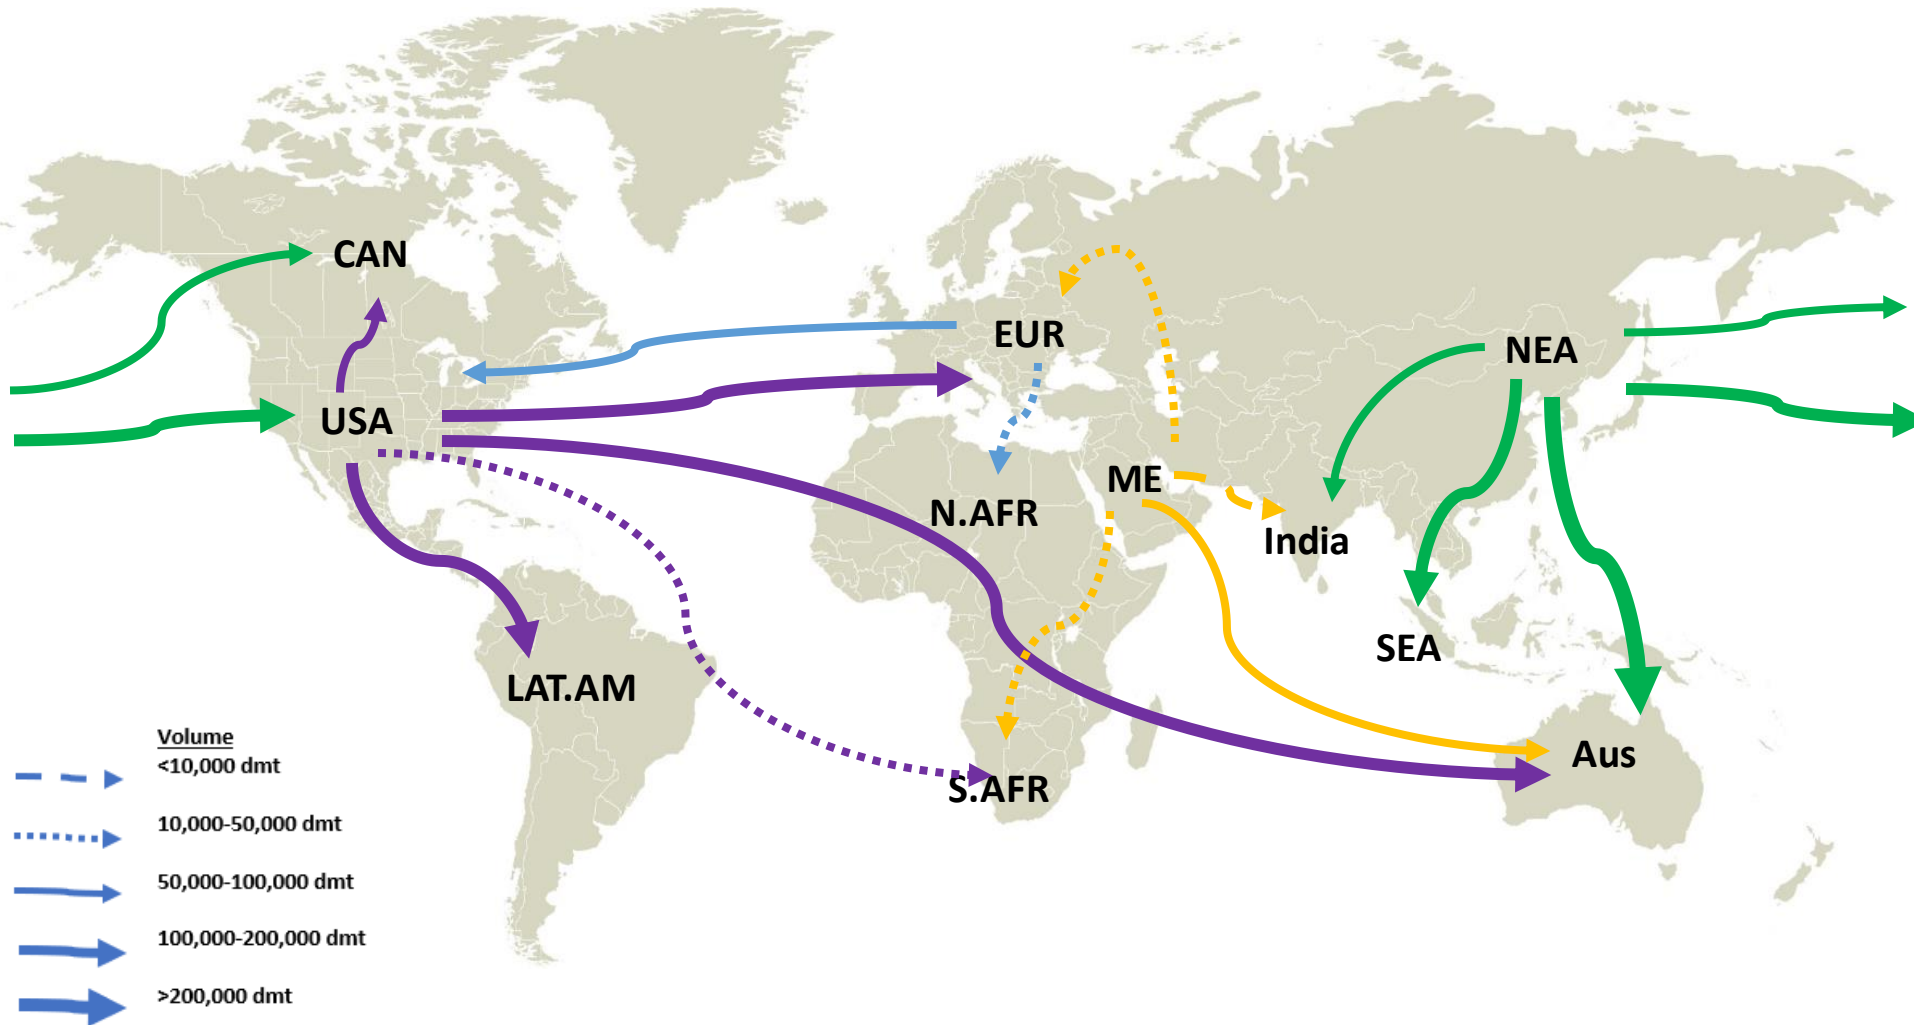 CAN
EUR
NEA
USA
ME
N.AFR
India
SEA
LAT.AM
Aus
S.AFR
Volume
<10,000 dmt
10,000-50,000 dmt
50,000-100,000 dmt
100,000-200,000 dmt
>200,000 dmt